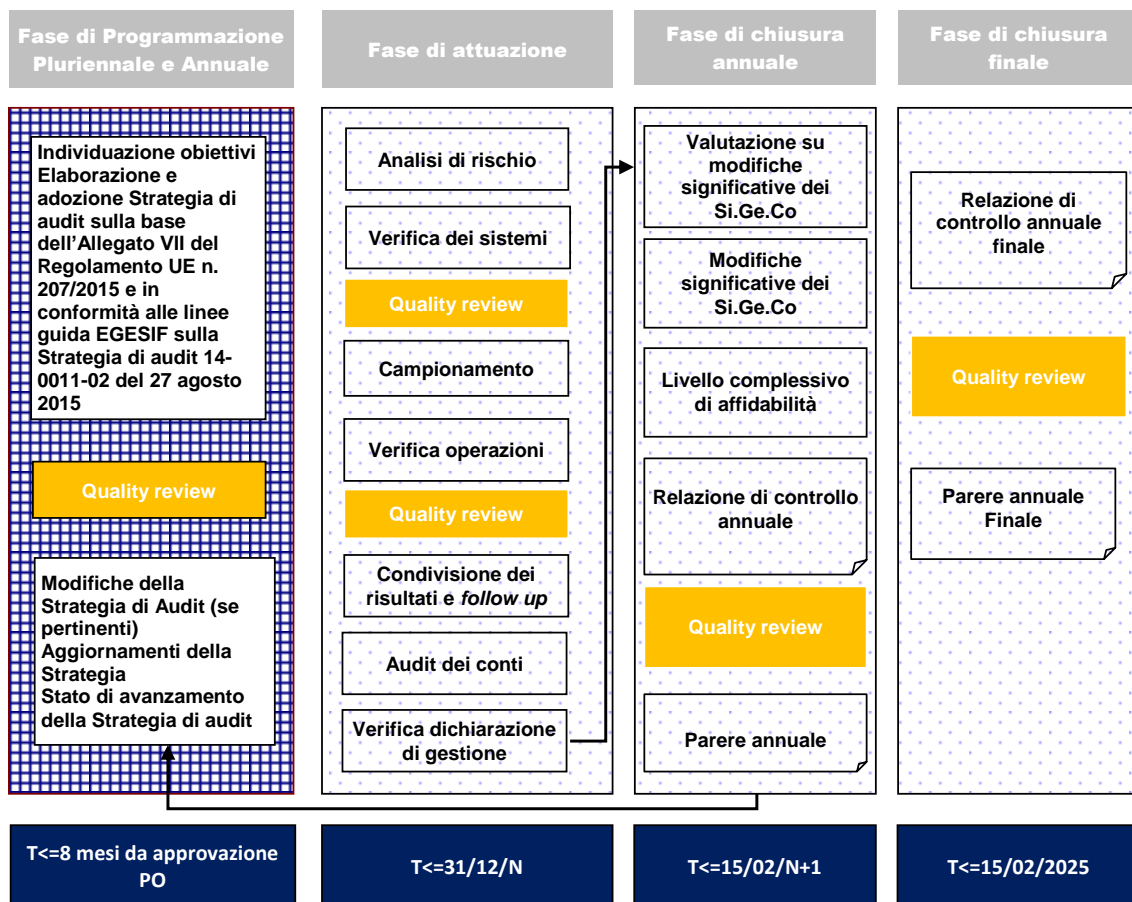 Fase di Programmazione
Pluriennale e Annuale
Individuazione obiettivi
Elaborazione e
adozione Strategia di
audit sulla base
dell'Allegato VII del
Regolamento UE n.
207/2015 e in
conformità alle linee
guida EGESIF sulla
Strategia di audit 14-
0011-02 del 27 agosto
2015
Quality review
Modifiche della
Strategia di Audit (se
pertinenti)
Aggiornamenti della
Strategia
Stato di avanzamento
della Strategia di audit
T<=8 mesi da approvazione
PO
Fase di attuazione
Analisi di rischio
Verifica dei sistemi
Quality review
Campionamento
Verifica operazioni
Quality review
Condivisione dei
risultati e follow up
Audit dei conti
Verifica dichiarazione
di gestione
T<=31/12/N
Fase di chiusura
annuale
Valutazione su
modifiche
significative dei
Si.Ge.Co
Modifiche
significative dei
Si.Ge.Co
Livello complessivo
di affidabilità
Relazione di controllo
annuale
Quality review
Parere annuale
T<=15/02/N+1
Fase di chiusura
finale
Relazione di
controllo annuale
finale
Quality review
Parere annuale
Finale
T<=15/02/2025